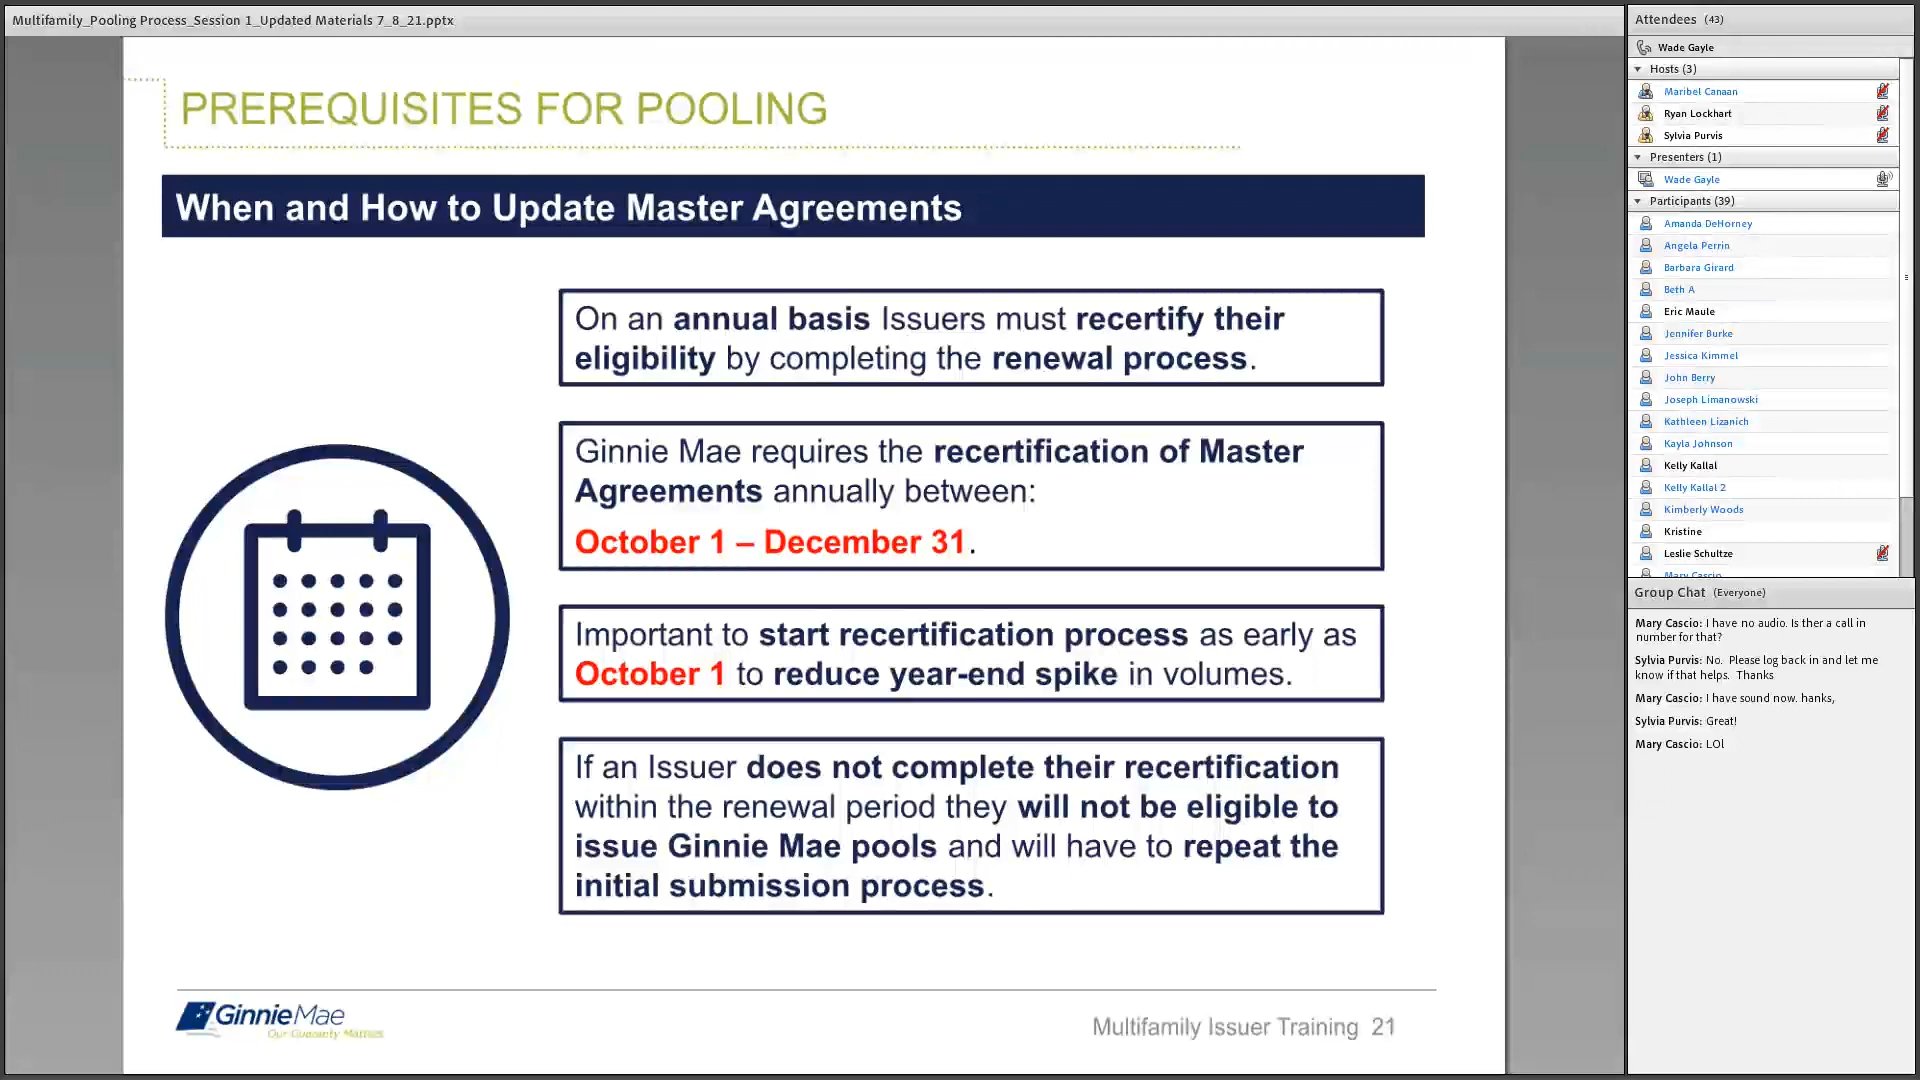 Multifamily_Pooling Process_Session 1_Updated Materials 7_8_21.pptx
PREREQUISITES FOR POOLING
When and How to Update Master Agreements
On an annual basis Issuers must recertify their
eligibility by completing the renewal process.
Ginnie Mae requires the recertification of Master
Agreements annually between:
October 1 – December 31.
Important to start recertification process as early as
October 1 to reduce year-end spike in volumes.
If an Issuer does not complete their recertification
within the renewal period they will not be eligible to
issue Ginnie Mae pools and will have to repeat the
initial submission process.
GinnieMae
Our Guaranty Matters
Multifamily Issuer Training 21
Attendees (43)
Wade Gayle
Hosts (3)
Maribel Canaan
Ryan Lockhart
Sylvia Purvis
Presenters (1)
Wade Gayle
Participants (39)
Amanda DeHorney
Angela Perrin
Barbara Girard
Beth A
Eric Maule
Jennifer Burke
Jessica Kimmel
John Berry
Joseph Limanowski
Kathleen Lizanich
Kayla Johnson
Kelly Kallal
Kelly Kallal 2
Kimberly Woods
Kristine
Leslie Schultze
Mary Cascio
Group Chat (Everyone)
Mary Cascio: I have no audio. Is ther a call in
number for that?
Sylvia Purvis: No. Please log back in and let me
know if that helps. Thanks
Mary Cascio: I have sound now. hanks,
Sylvia Purvis: Great!
Mary Cascio: LOl